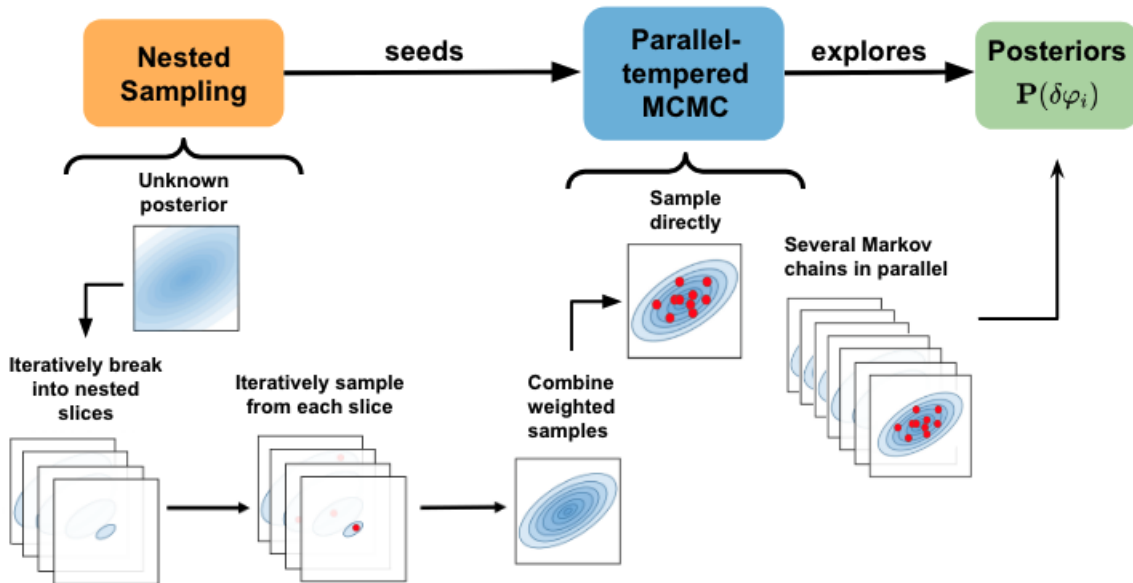 Nested
Sampling
seeds
Parallel-
tempered
MCMC
explores
Posteriors
P(δφ_i)
Unknown
posterior
Sample
directly
Several Markov
chains in parallel
Iteratively break
into nested
slices
Iteratively sample
from each slice
Combine
weighted
samples